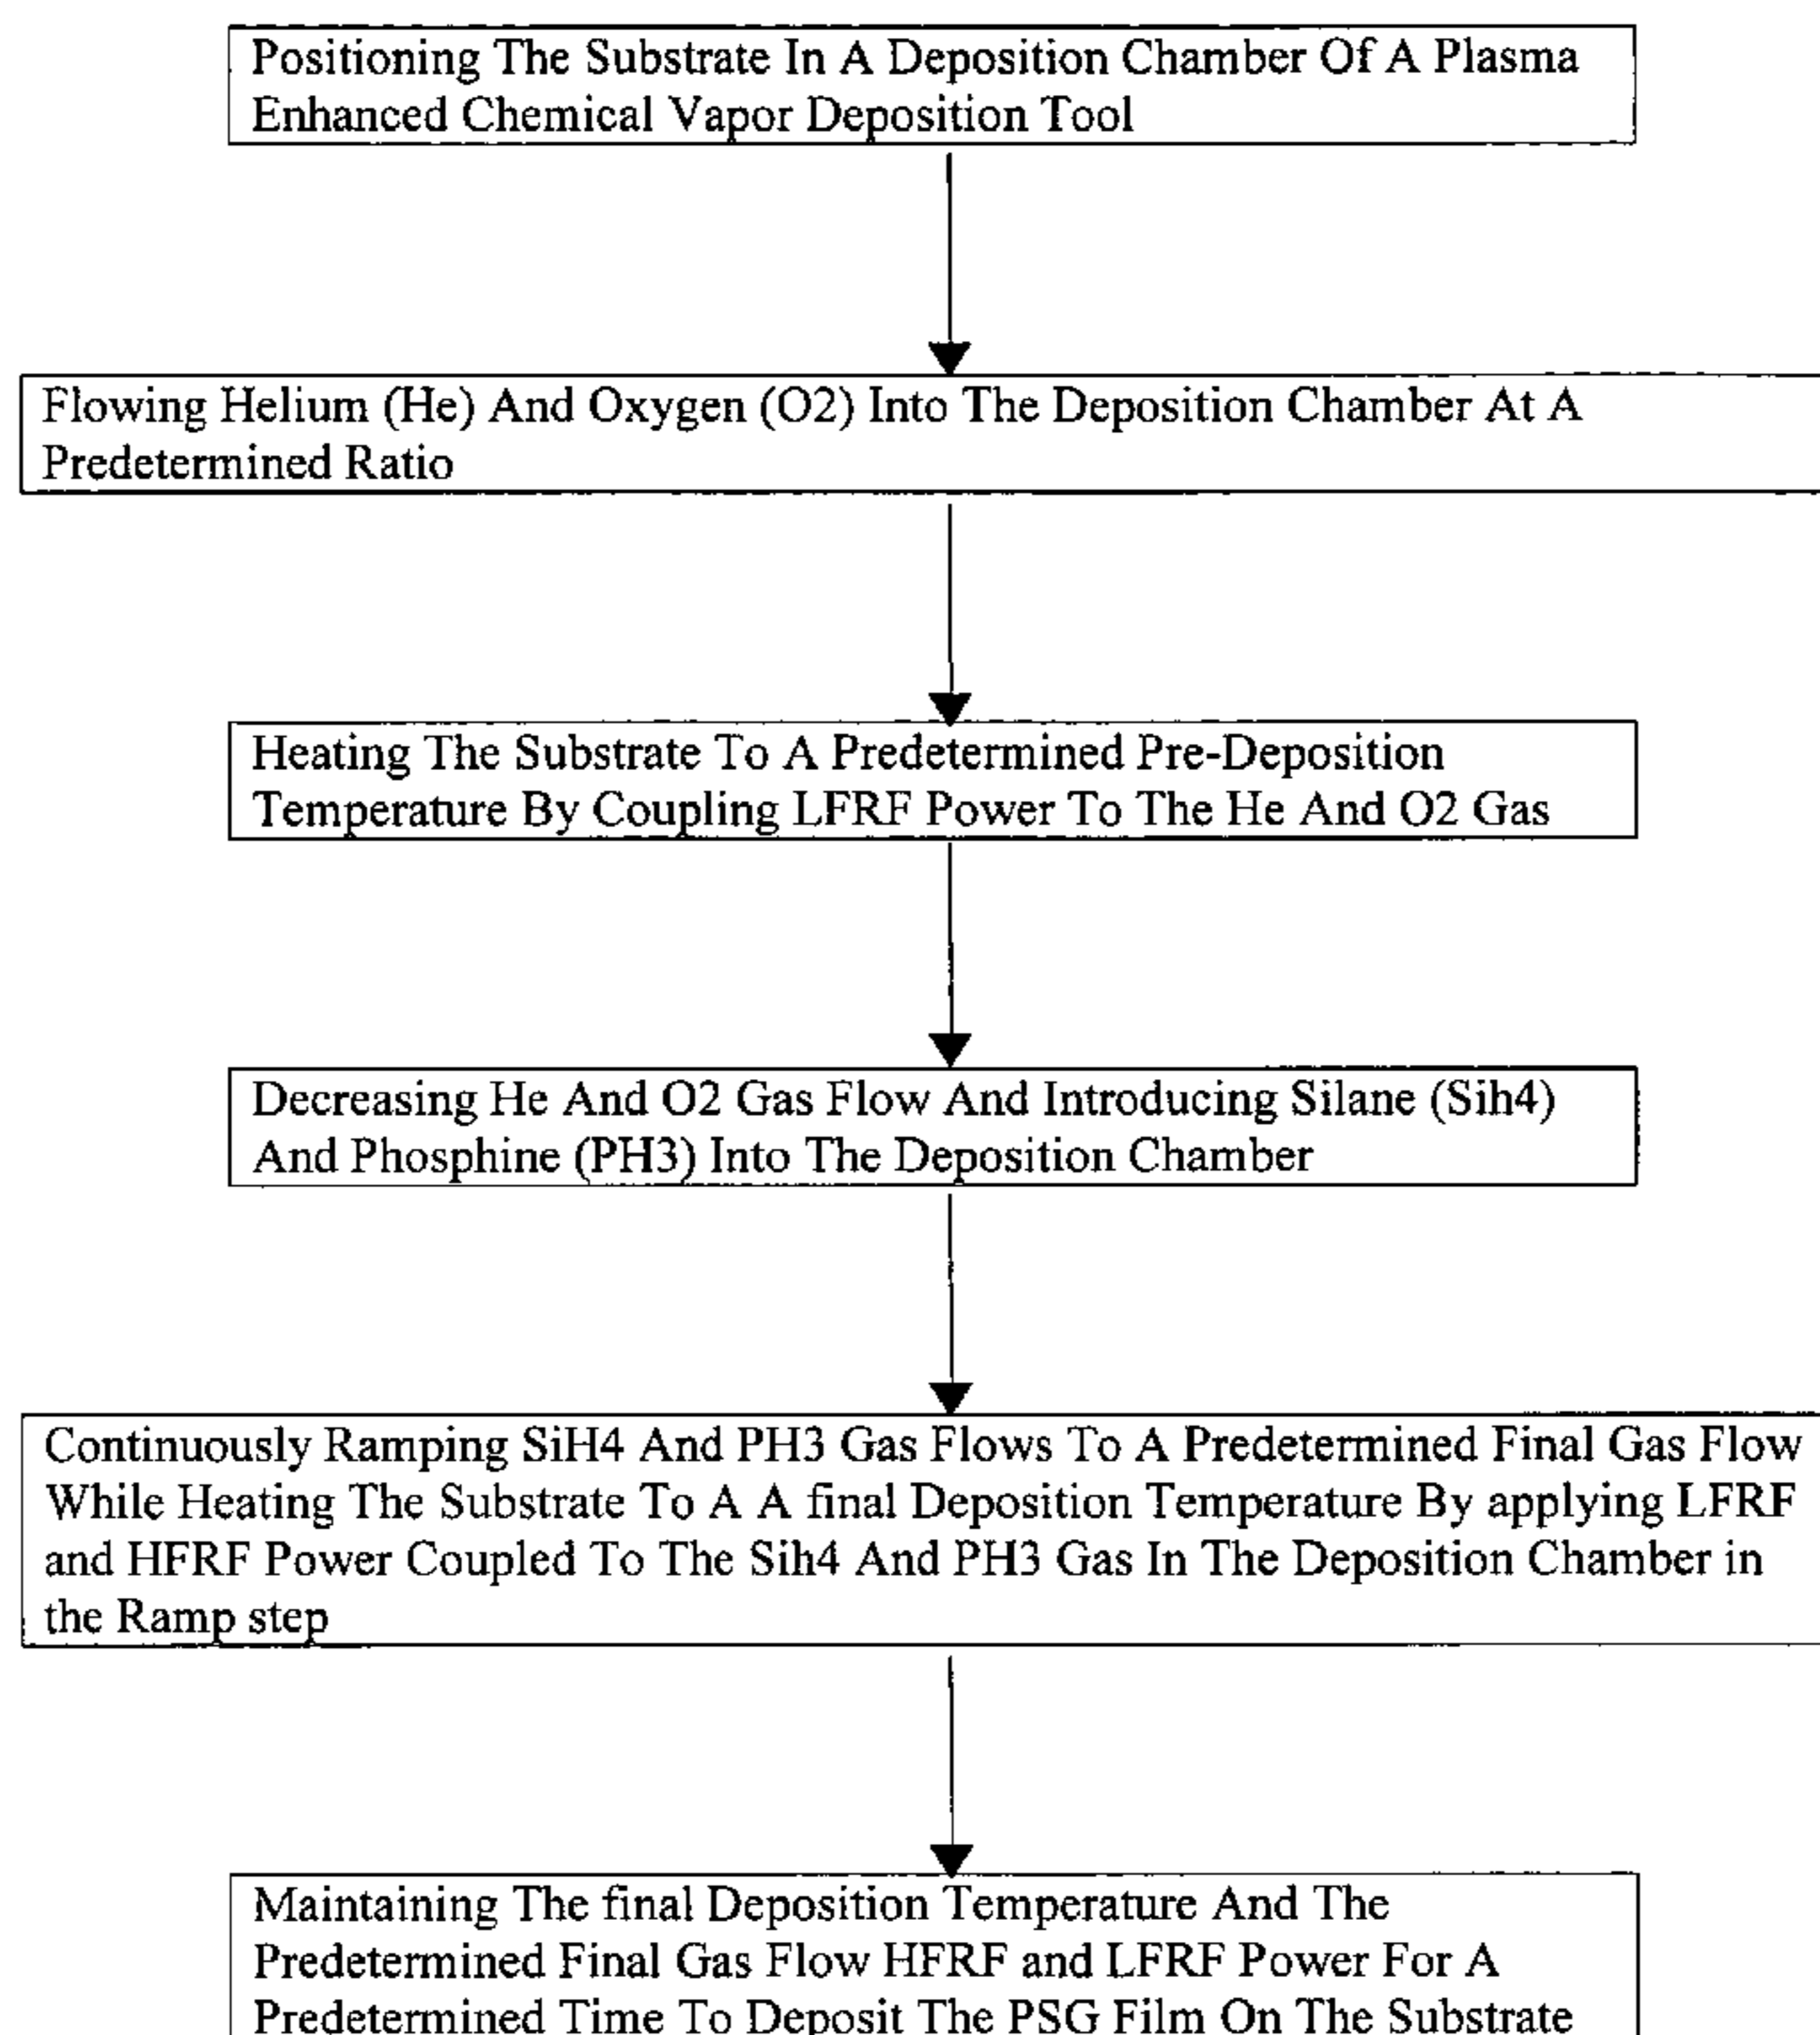 Positioning The Substrate In A Deposition Chamber Of A Plasma
Enhanced Chemical Vapor Deposition Tool
Flowing Helium (He) And Oxygen (O2) Into The Deposition Chamber At A
Predetermined Ratio
Heating The Substrate To A Predetermined Pre-Deposition
Temperature By Coupling LFRF Power To The He And O2 Gas
Decreasing He And O2 Gas Flow And Introducing Silane (Sih4)
And Phosphine (PH3) Into The Deposition Chamber
Continuously Ramping SiH4 And PH3 Gas Flows To A Predetermined Final Gas Flow
While Heating The Substrate To A A final Deposition Temperature By applying LFRF
and HFRF Power Coupled To The Sih4 And PH3 Gas In The Deposition Chamber in
the Ramp step
Maintaining The final Deposition Temperature And The
Predetermined Final Gas Flow HFRF and LFRF Power For A
Predetermined Time To Deposit The PSG Film On The Substrate